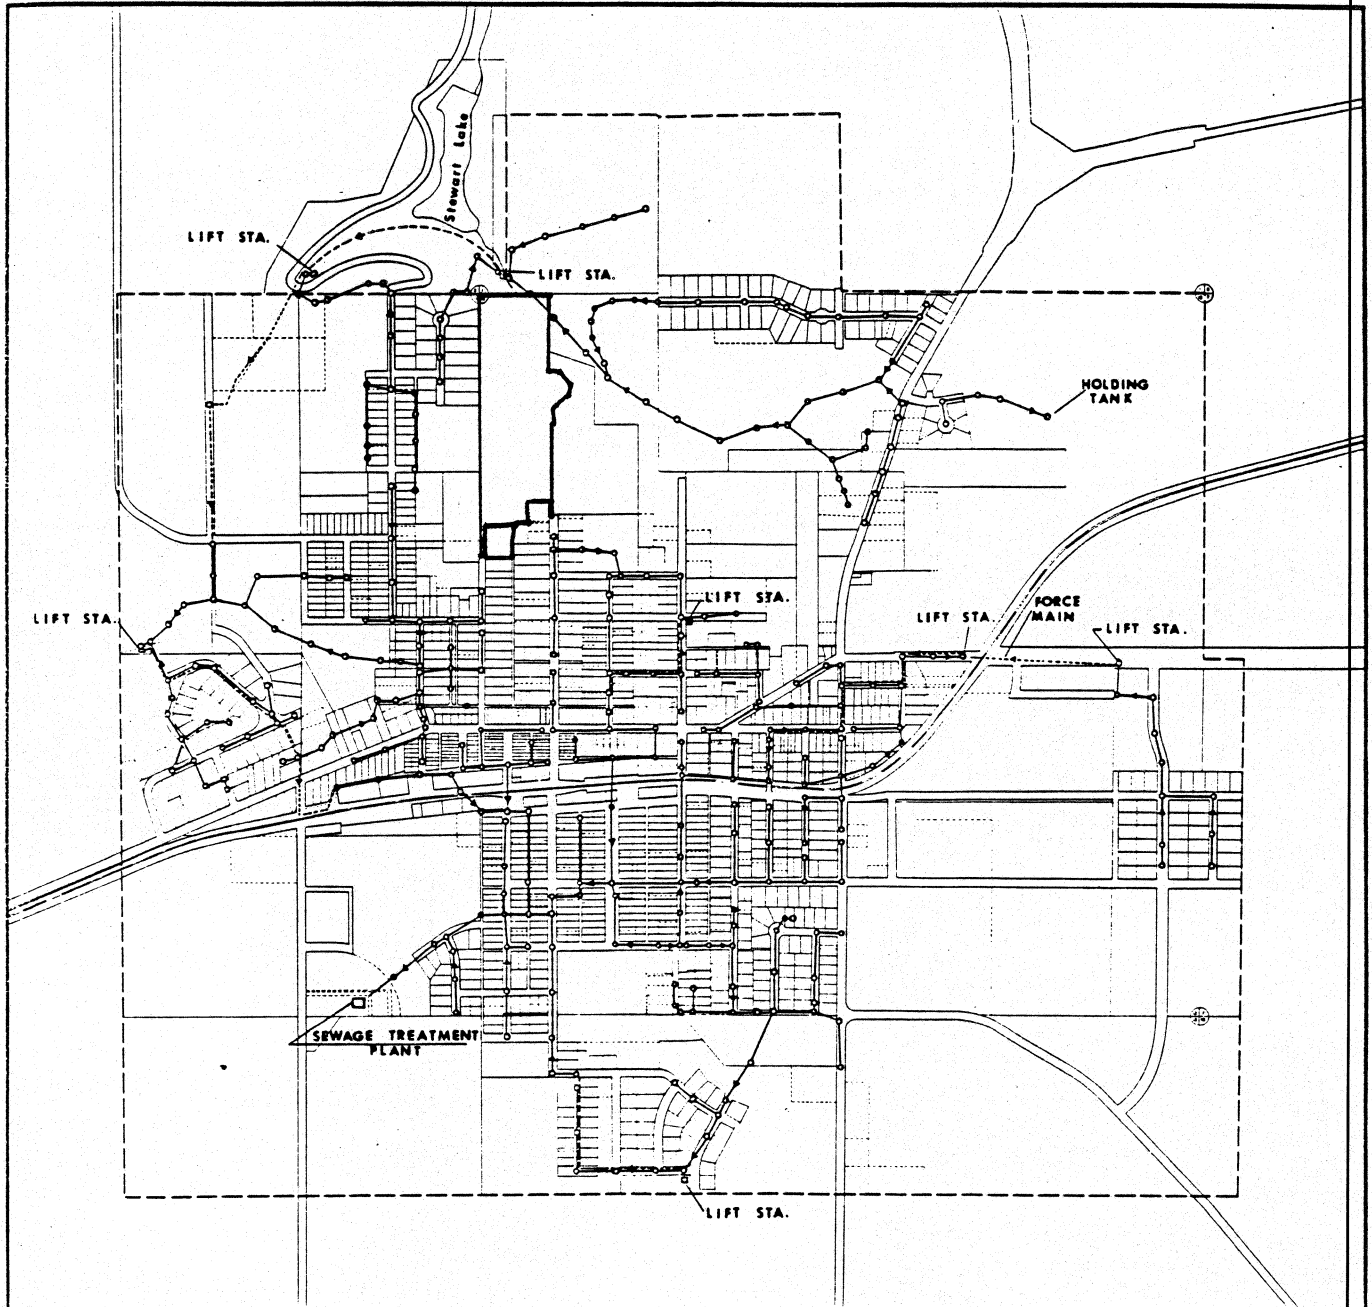 Stewart Lake
LIFT STA.
LIFT STA.
HOLDING
TANK
LIFT SŦA.
LIFT STA.
FORCE
MAIN
LIFT STA.
LIFT STA.
SEWAGE TREATMENT
PLANT
LIFT STA.